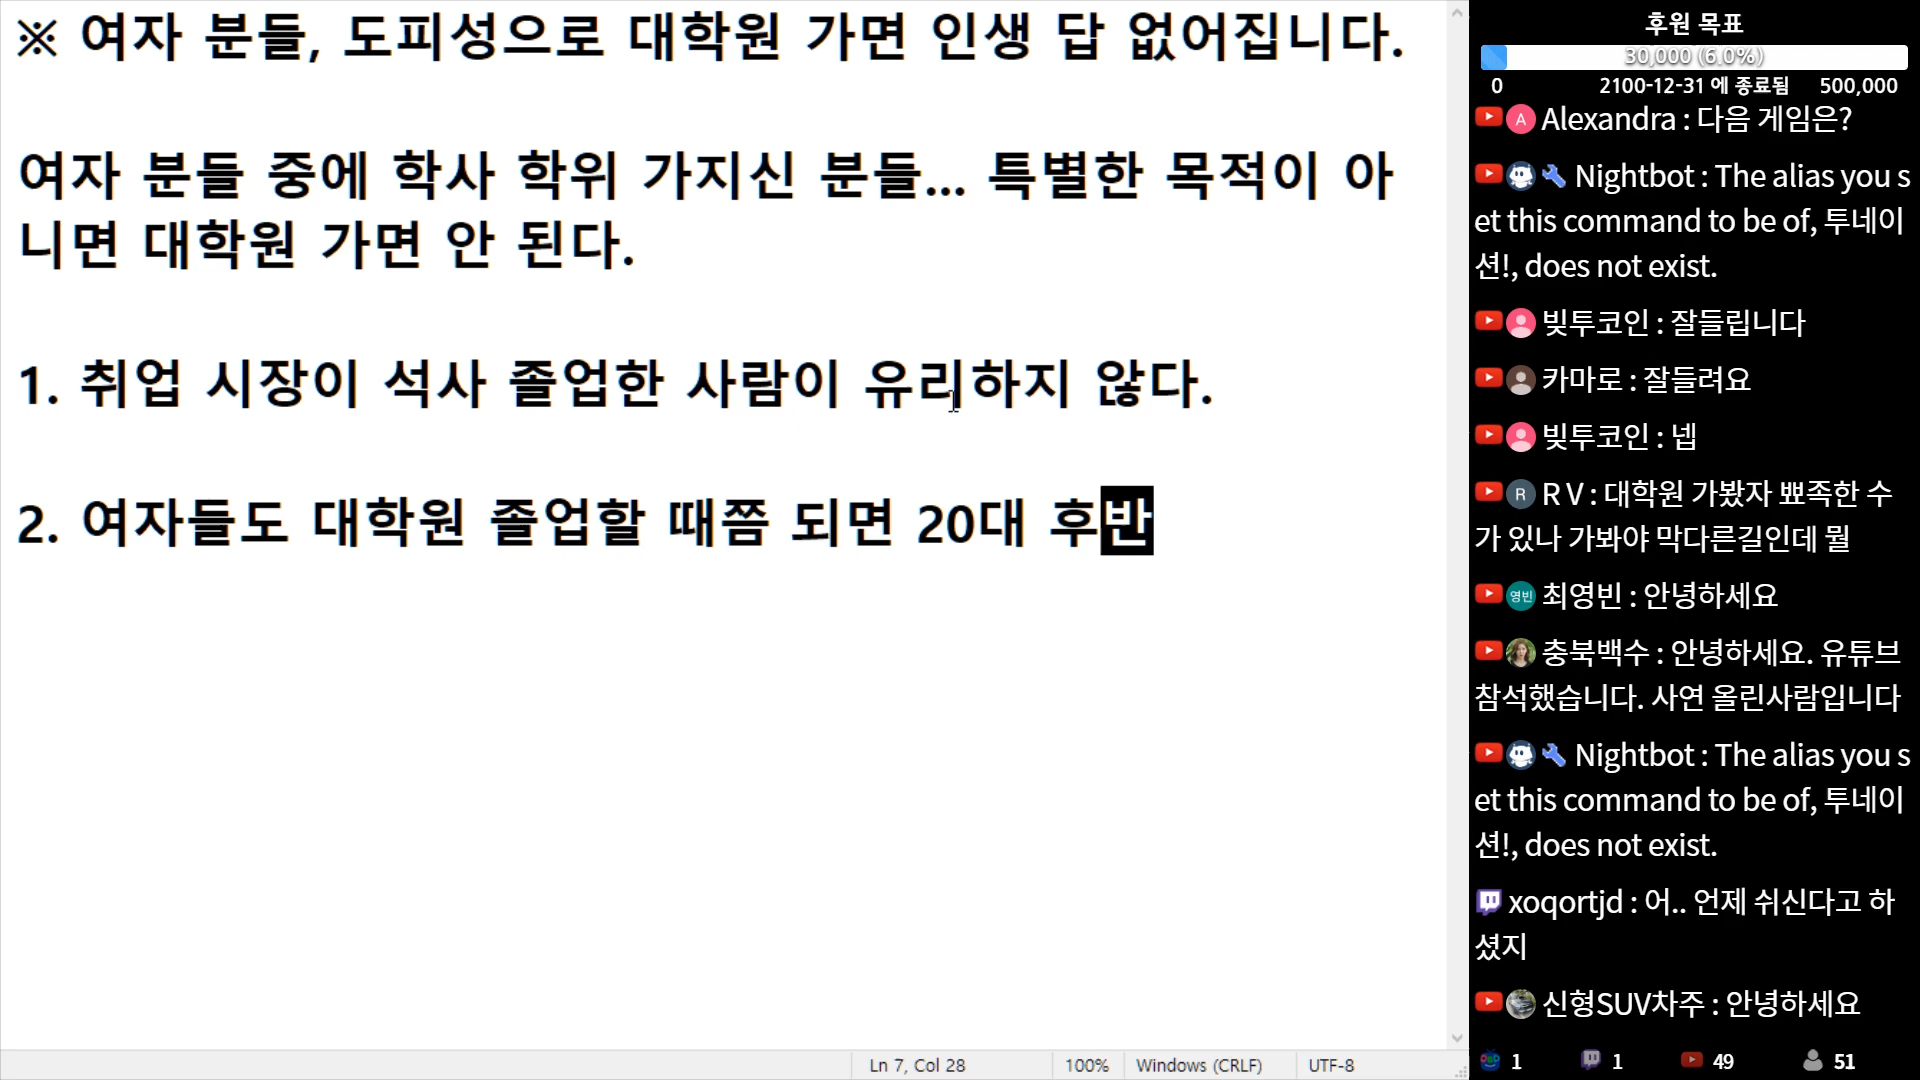 ※ 여자 분들, 도피성으로 대학원 가면 인생 답 없어집니다.
여자 분들 중에 학사 학위 가지신 분들... 특별한 목적이 아
니면 대학원 가면 안 된다.
1. 취업 시장이 석사 졸업한 사람이 유리하지 않다.
2. 여자들도 대학원 졸업할 때쯤 되면 20대 후반
Ln 7, Col 28
100%
Windows (CRLF)
UTF-8
후원 목표
30,000 (6.0%)
0 2100-12-31 에 종료됨 500,000
A Alexandra : 다음 게임은?
Nightbot : The alias you s
et this command to be of, 투네이
션!, does not exist.
빚투코인 : 잘들립니다
카마로 : 잘들려요
빚투코인 : 넵
R R V : 대학원 가봤자 뾰족한 수
가 있나 가봐야 막다른길인데 뭘
영빈 최영빈 : 안녕하세요
충북백수 : 안녕하세요. 유튜브
참석했습니다. 사연 올린사람입니다
Nightbot : The alias you s
et this command to be of, 투네이
션!, does not exist.
xoqortjd : 어.. 언제 쉬신다고 하
셨지
신형SUV차주 : 안녕하세요
1 1 49 51